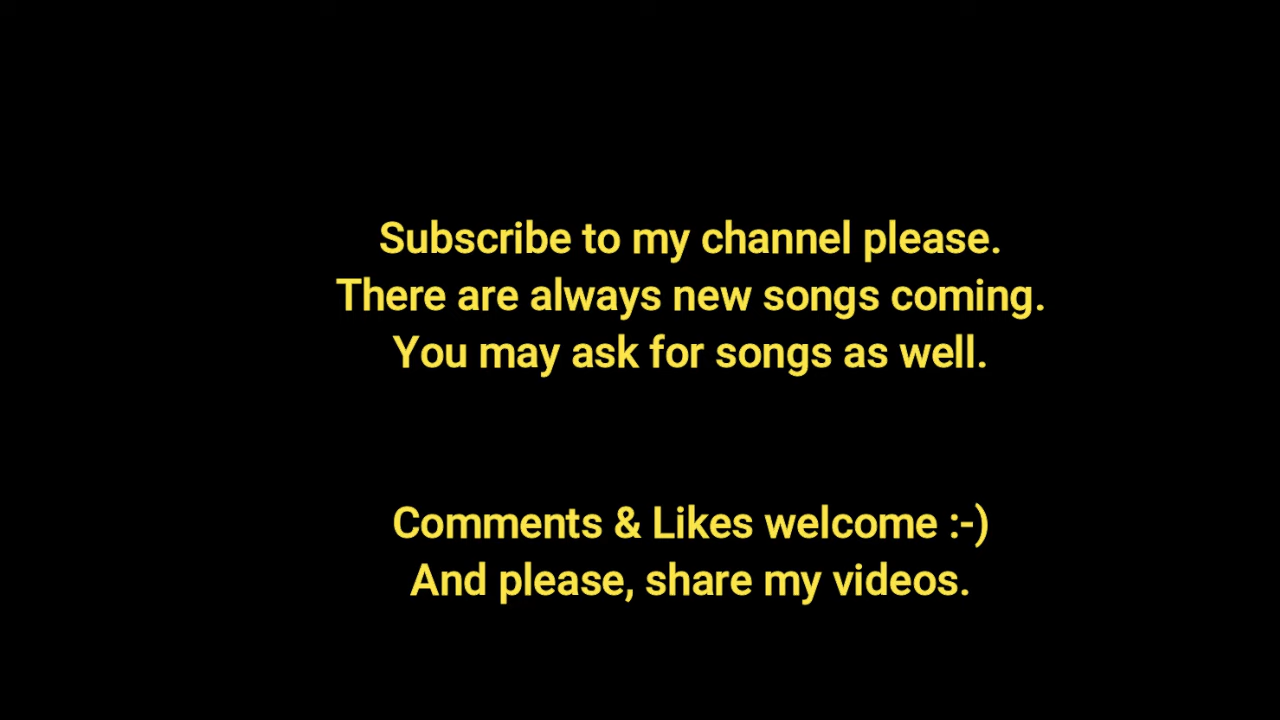 Subscribe to my channel please.
There are always new songs coming.
You may ask for songs as well.
Comments & Likes welcome :-)
And please, share my videos.